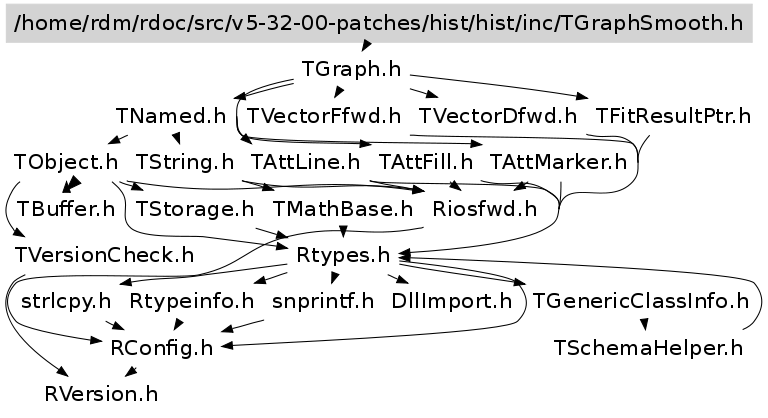 /home/rdm/rdoc/src/v5-32-00-patches/hist/hist/inc/TGraphSmooth.h
TGraph.h
TNamed.h TVectorFfwd.h TVectorDfwd.h TFitResultPtr.h
TObject.h TString.h TAttLine.h TAttFill.h TAttMarker.h
TBuffer.h TStorage.h TMathBase.h Riosfwd.h
TVersionCheck.h Rtypes.h
strlcpy.h Rtypeinfo.h snprintf.h DllImport.h TGenericClassInfo.h
RConfig.h TSchemaHelper.h
RVersion.h